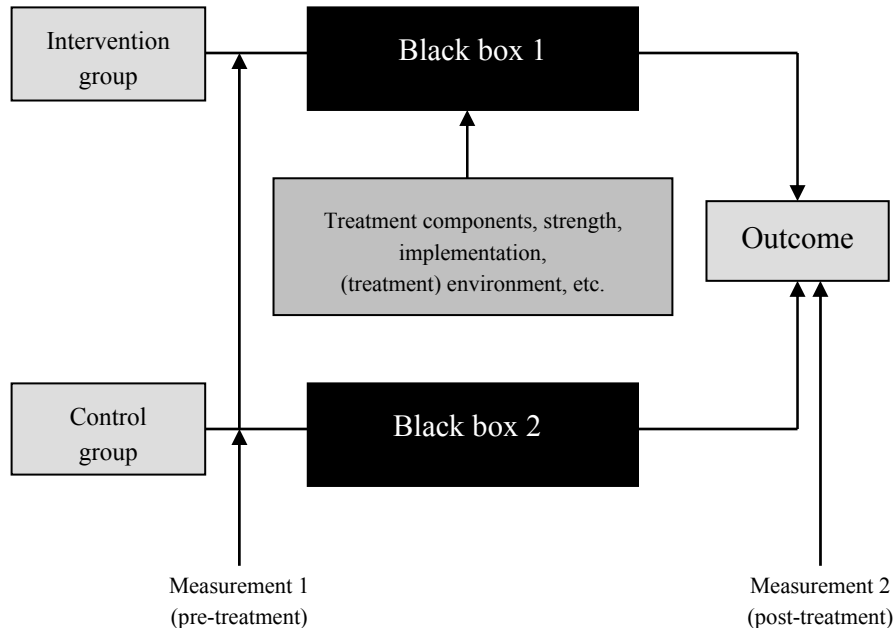 Intervention
group
Black box 1
Treatment components, strength,
implementation,
(treatment) environment, etc.
Outcome
Control
group
Black box 2
Measurement 1
(pre-treatment)
Measurement 2
(post-treatment)